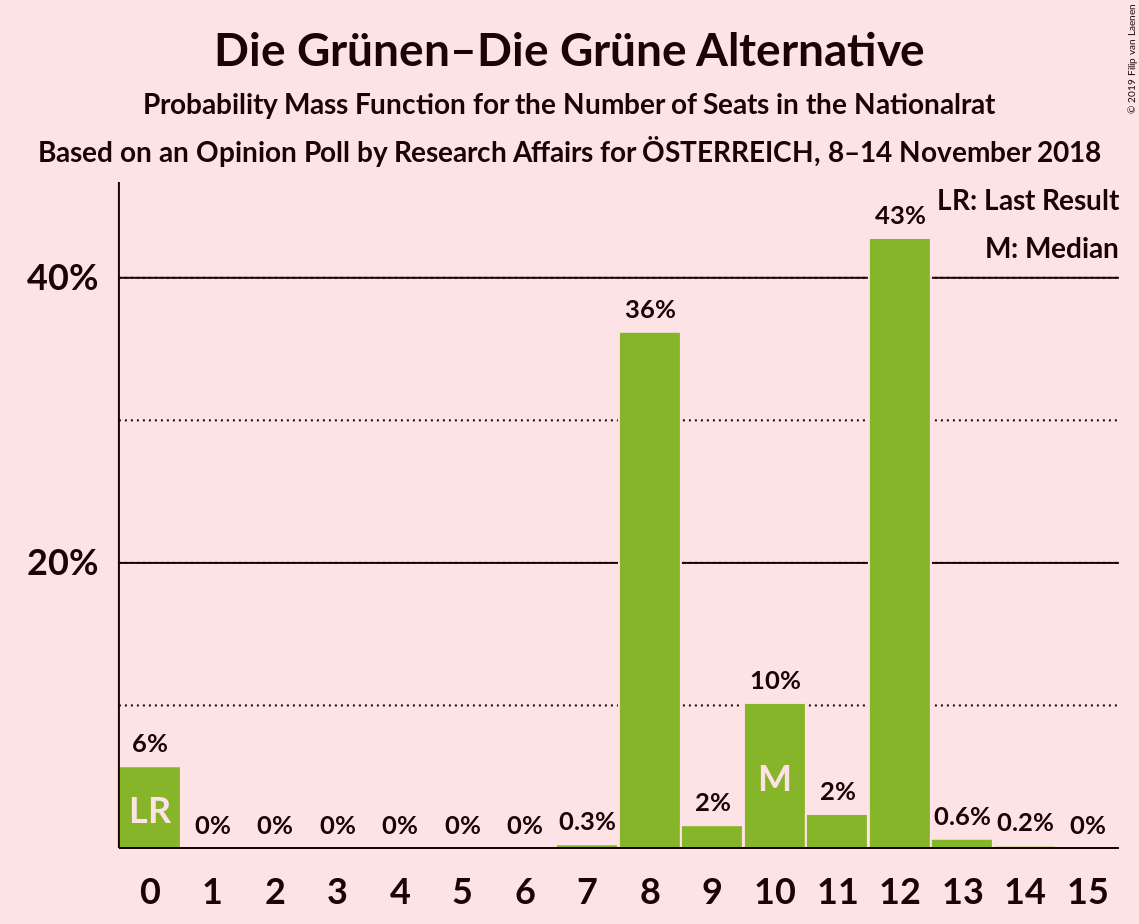 Die Grünen–Die Grüne Alternative
Probability Mass Function for the Number of Seats in the Nationalrat
Based on an Opinion Poll by Research Affairs for ÖSTERREICH, 8–14 November 2018
© 2019 Filip van Laenen
LR: Last Result
M: Median
40%
20%
6%
0%
0%
0%
0%
0%
0%
0.3%
36%
2%
10%
2%
43%
0.6%
0.2%
0%
LR
M
0 1 2 3 4 5 6 7 8 9 10 11 12 13 14 15